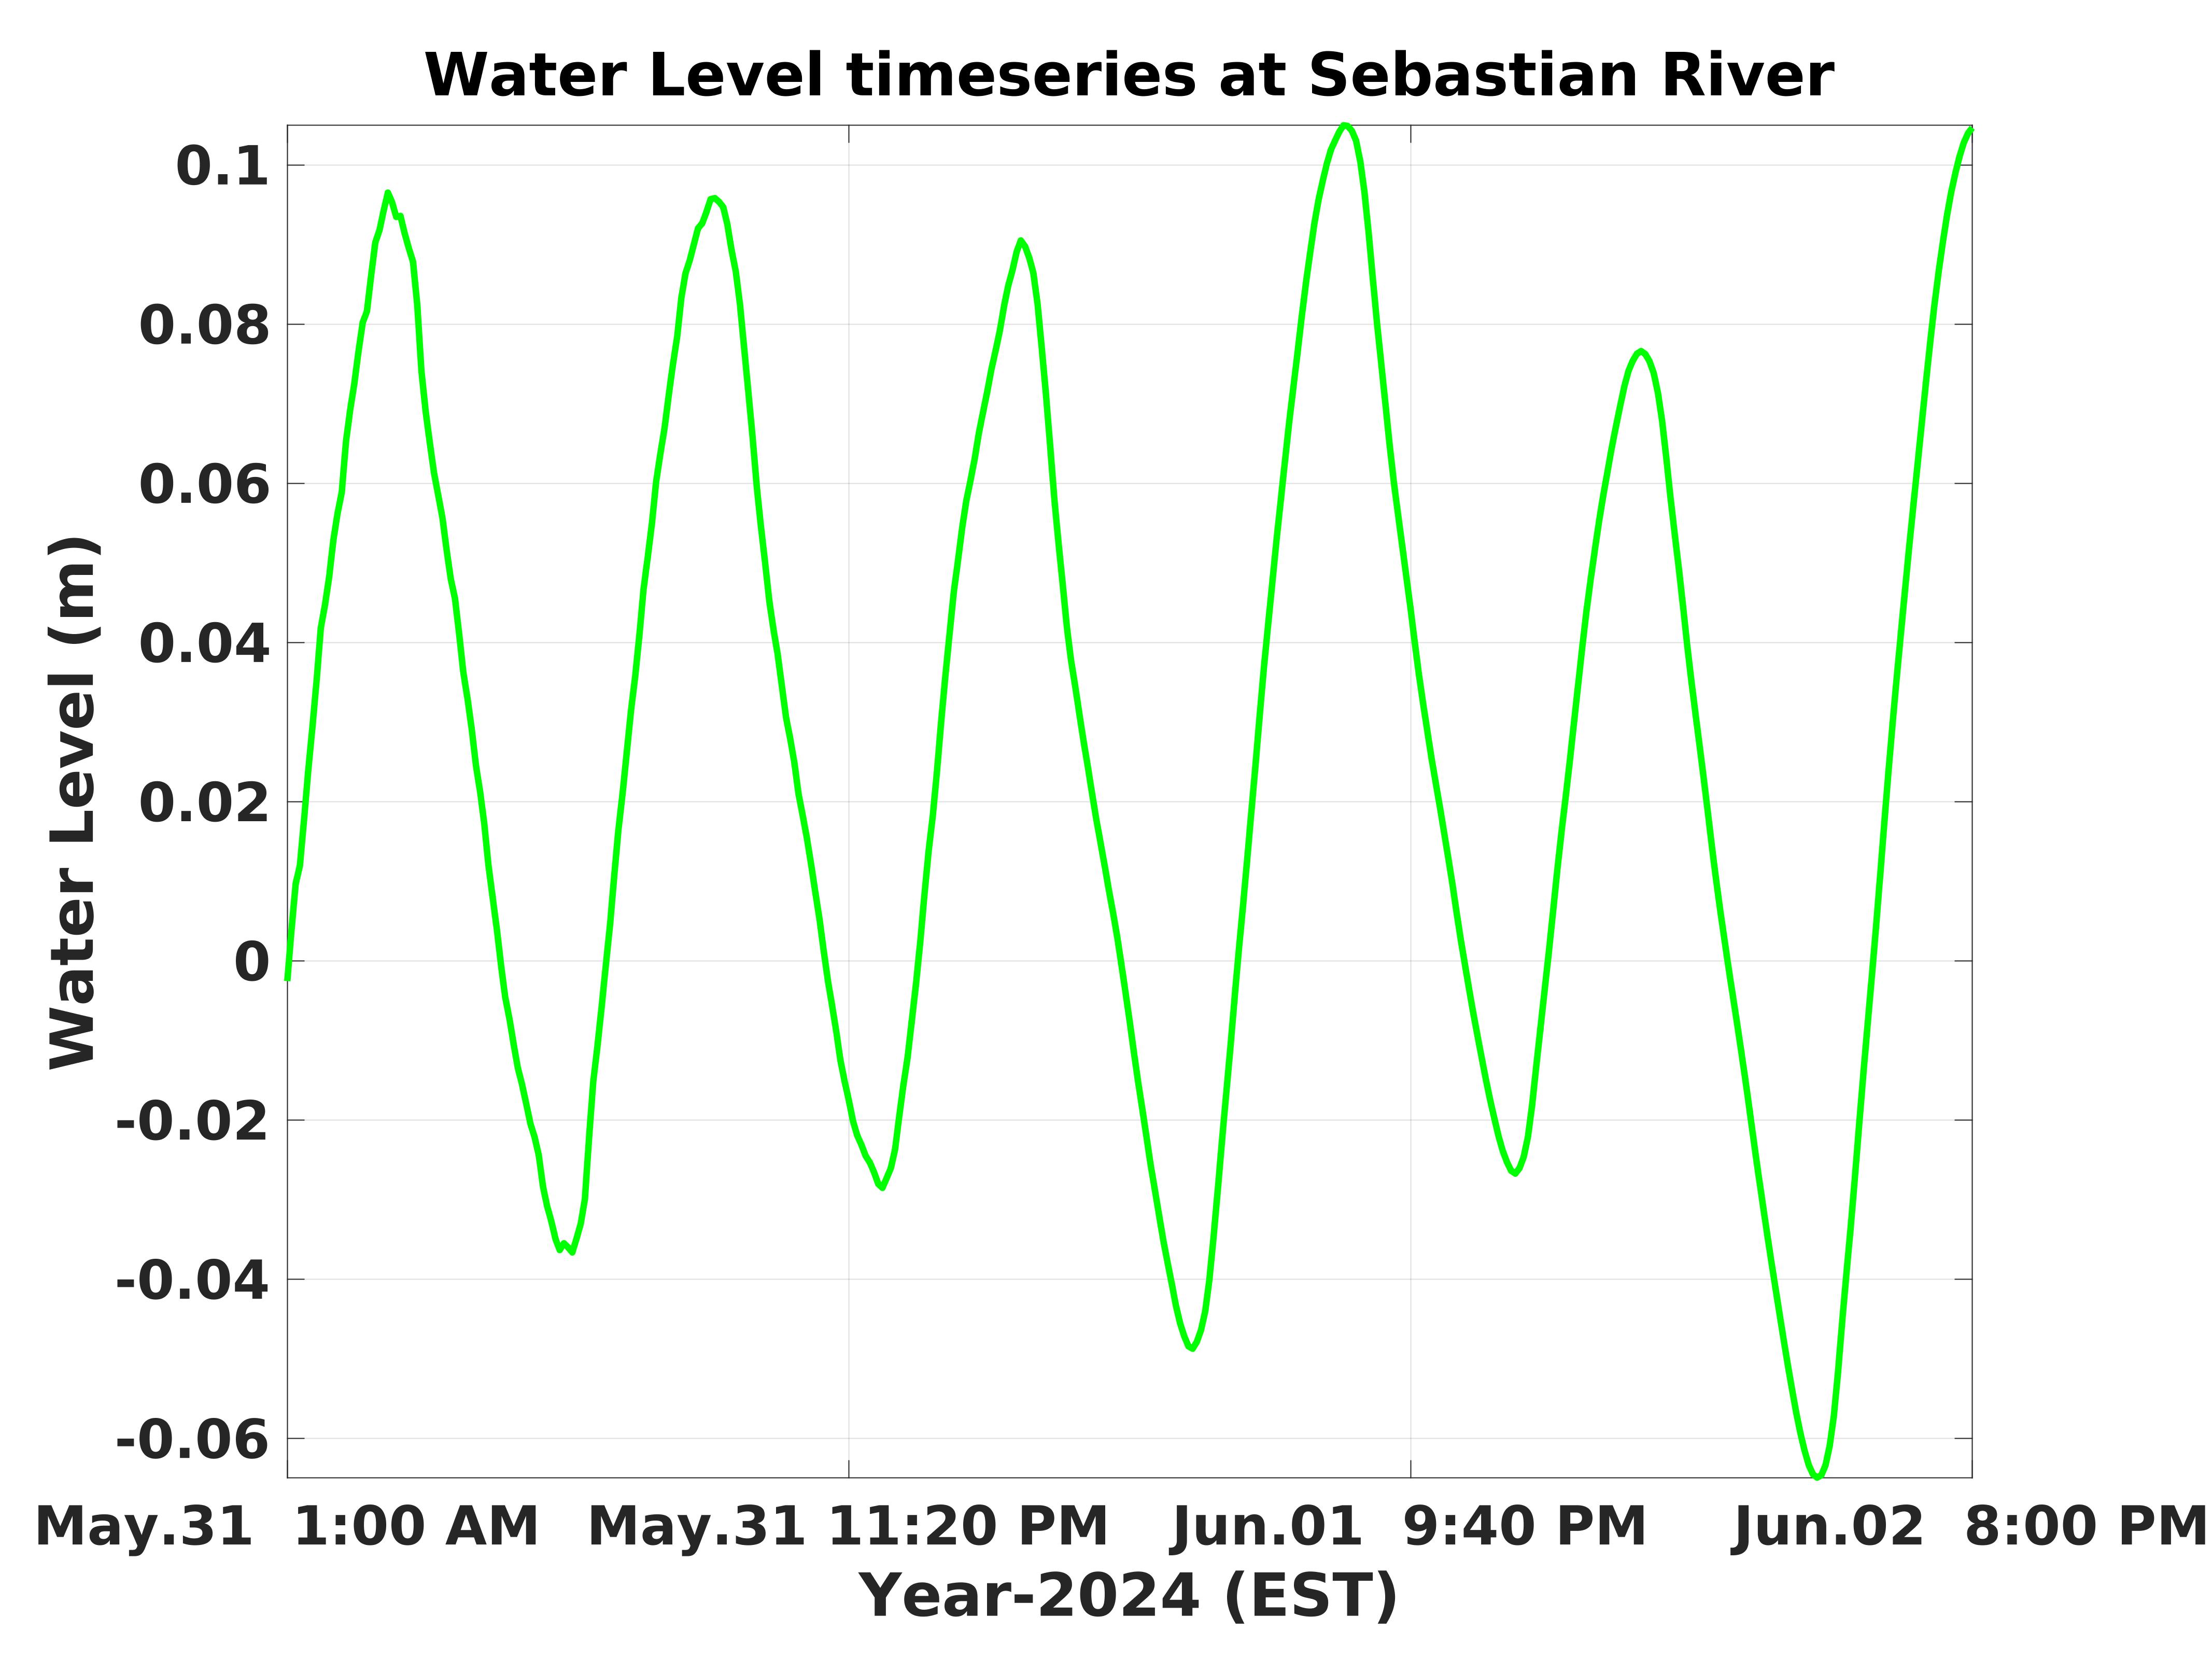 Water Level timeseries at Sebastian River
Water Level (m)
0.1
0.08
0.06
0.04
0.02
0
-0.02
-0.04
-0.06
May.31 1:00 AM May.31 11:20 PM Jun.01 9:40 PM Jun.02 8:00 PM
Year-2024 (EST)